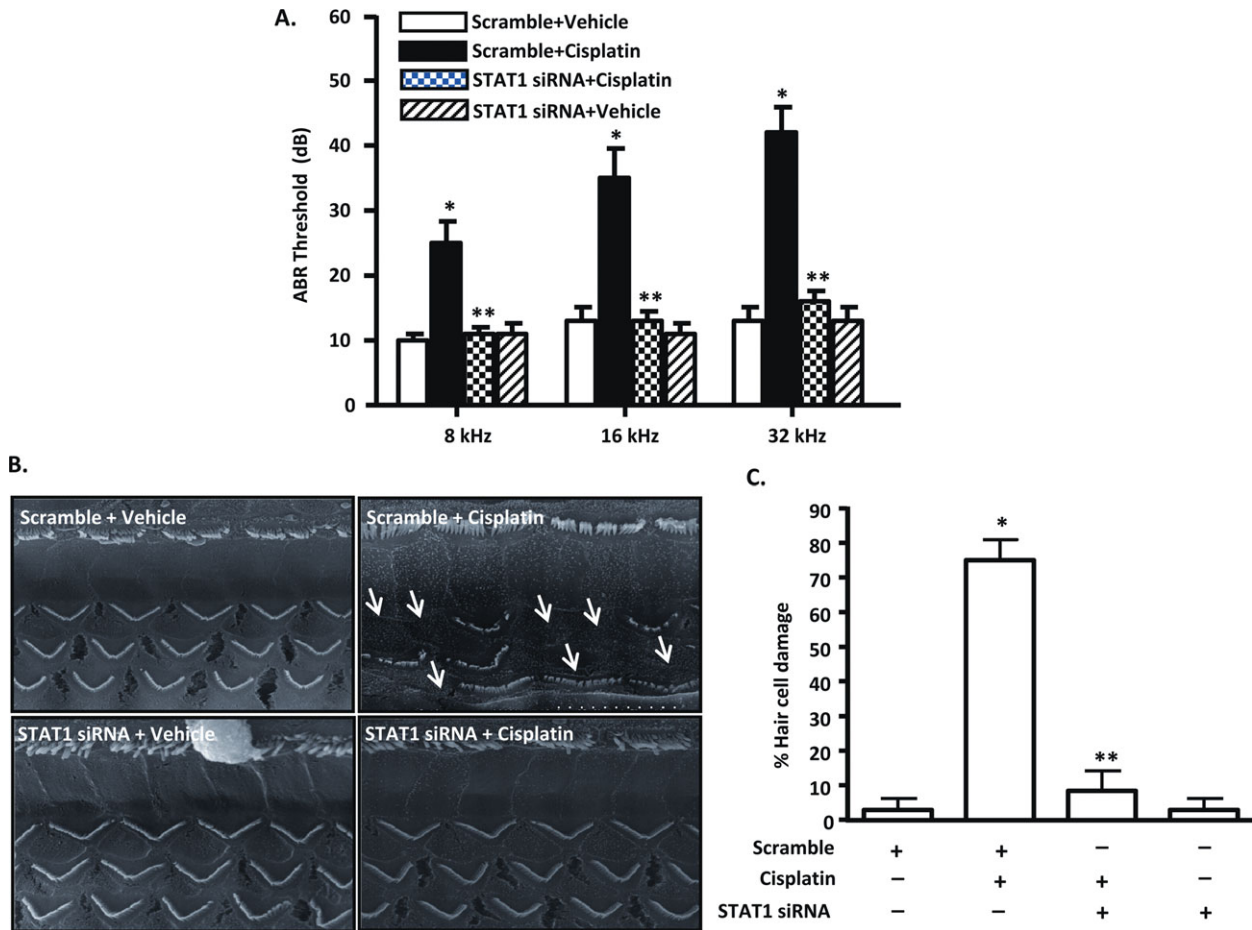 A.
60
50
40
30
20
10
0
ABR Threshold (dB)
Scramble+Vehicle
Scramble+Cisplatin
STAT1 siRNA+Cisplatin
STAT1 siRNA+Vehicle
* ** * ** * **
8 kHz 16 kHz 32 kHz
B.
Scramble + Vehicle
Scramble + Cisplatin
STAT1 siRNA + Vehicle
STAT1 siRNA + Cisplatin
C.
90
80
70
60
50
40
30
20
10
0
% Hair cell damage
* **
Scramble + + – –
Cisplatin – + + –
STAT1 siRNA – – + +